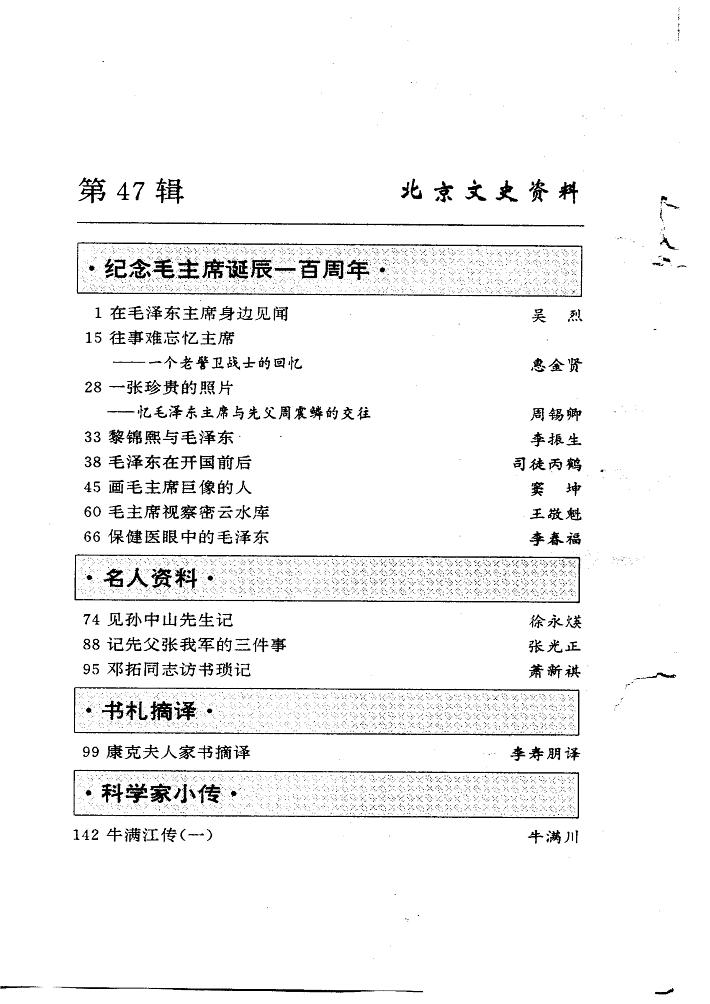 第 47 辑 北京文史资料
·纪念毛主席诞辰一百周年·
1 在毛泽东主席身边见闻 吴 烈
15 往事难忘忆主席
——一个老警卫战士的回忆 惠金贤
28 一张珍贵的照片
——忆毛泽东主席与先父周震鳞的交往 周锡卿
33 黎锦熙与毛泽东 李振生
38 毛泽东在开国前后 司徒丙鹤
45 画毛主席巨像的人 窦 坤
60 毛主席视察密云水库 王敬魁
66 保健医眼中的毛泽东 李春福
·名人资料·
74 见孙中山先生记 徐永煐
88 记先父张我军的三件事 张光正
95 邓拓同志访书琐记 萧新祺
·书札摘译·
99 康克夫人家书摘译 李寿朋译
·科学家小传·
142 牛满江传(一) 牛满川